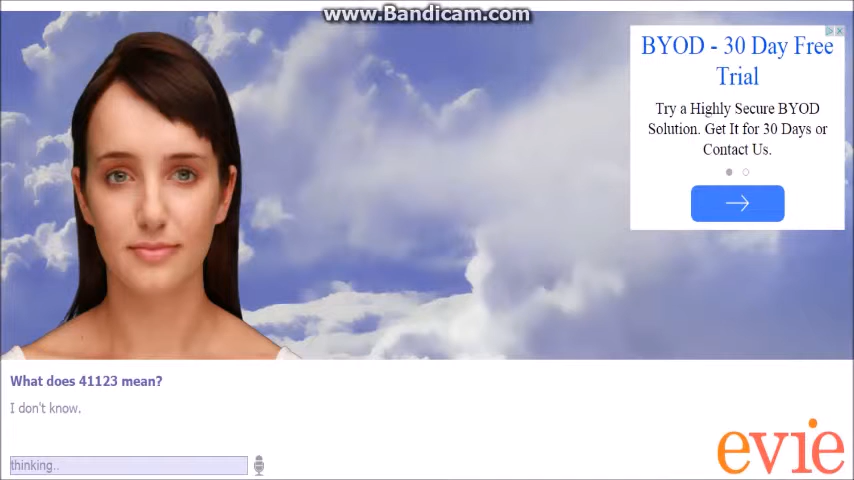 www.Bandicam.com
BYOD - 30 Day Free
Trial
Try a Highly Secure BYOD
Solution. Get It for 30 Days or
Contact Us.
What does 41123 mean?
I don't know.
thinking..
evie